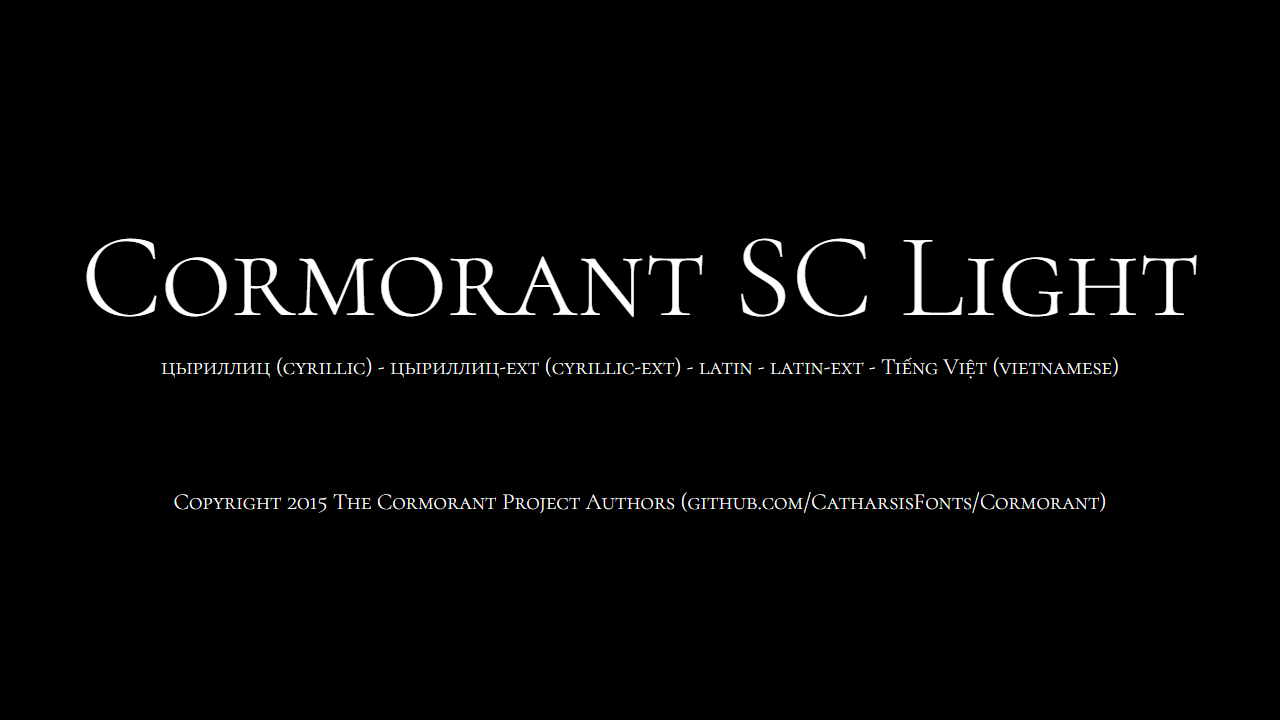 Cormorant SC Light
цыриллиц (cyrillic) - цыриллиц-ext (cyrillic-ext) - latin - latin-ext - Tiếng Việt (vietnamese)
Copyright 2015 The Cormorant Project Authors (github.com/CatharsisFonts/Cormorant)